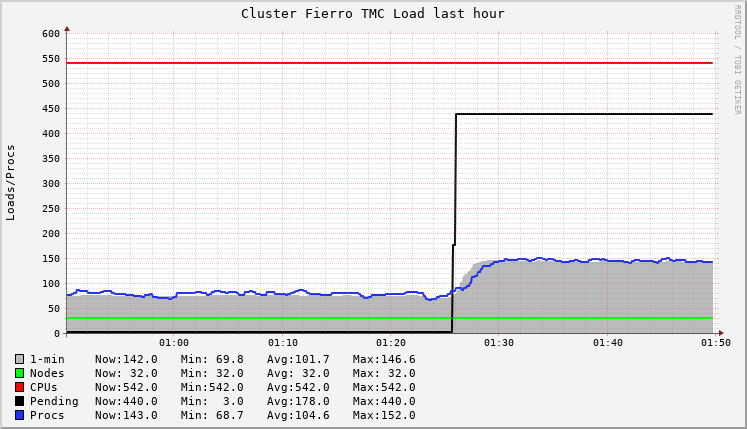 Cluster Fierro TMC Load last hour
RRDTOOL / TOBI OETIKER
Loads/Procs
600
550
500
450
400
350
300
250
200
150
100
50
0
01:00 01:10 01:20 01:30 01:40 01:50
1-min Now:142.0 Min: 69.8 Avg:101.7 Max:146.6
Nodes Now: 32.0 Min: 32.0 Avg: 32.0 Max: 32.0
CPUs Now:542.0 Min:542.0 Avg:542.0 Max:542.0
Pending Now:440.0 Min: 3.0 Avg:178.0 Max:440.0
Procs Now:143.0 Min: 68.7 Avg:104.6 Max:152.0